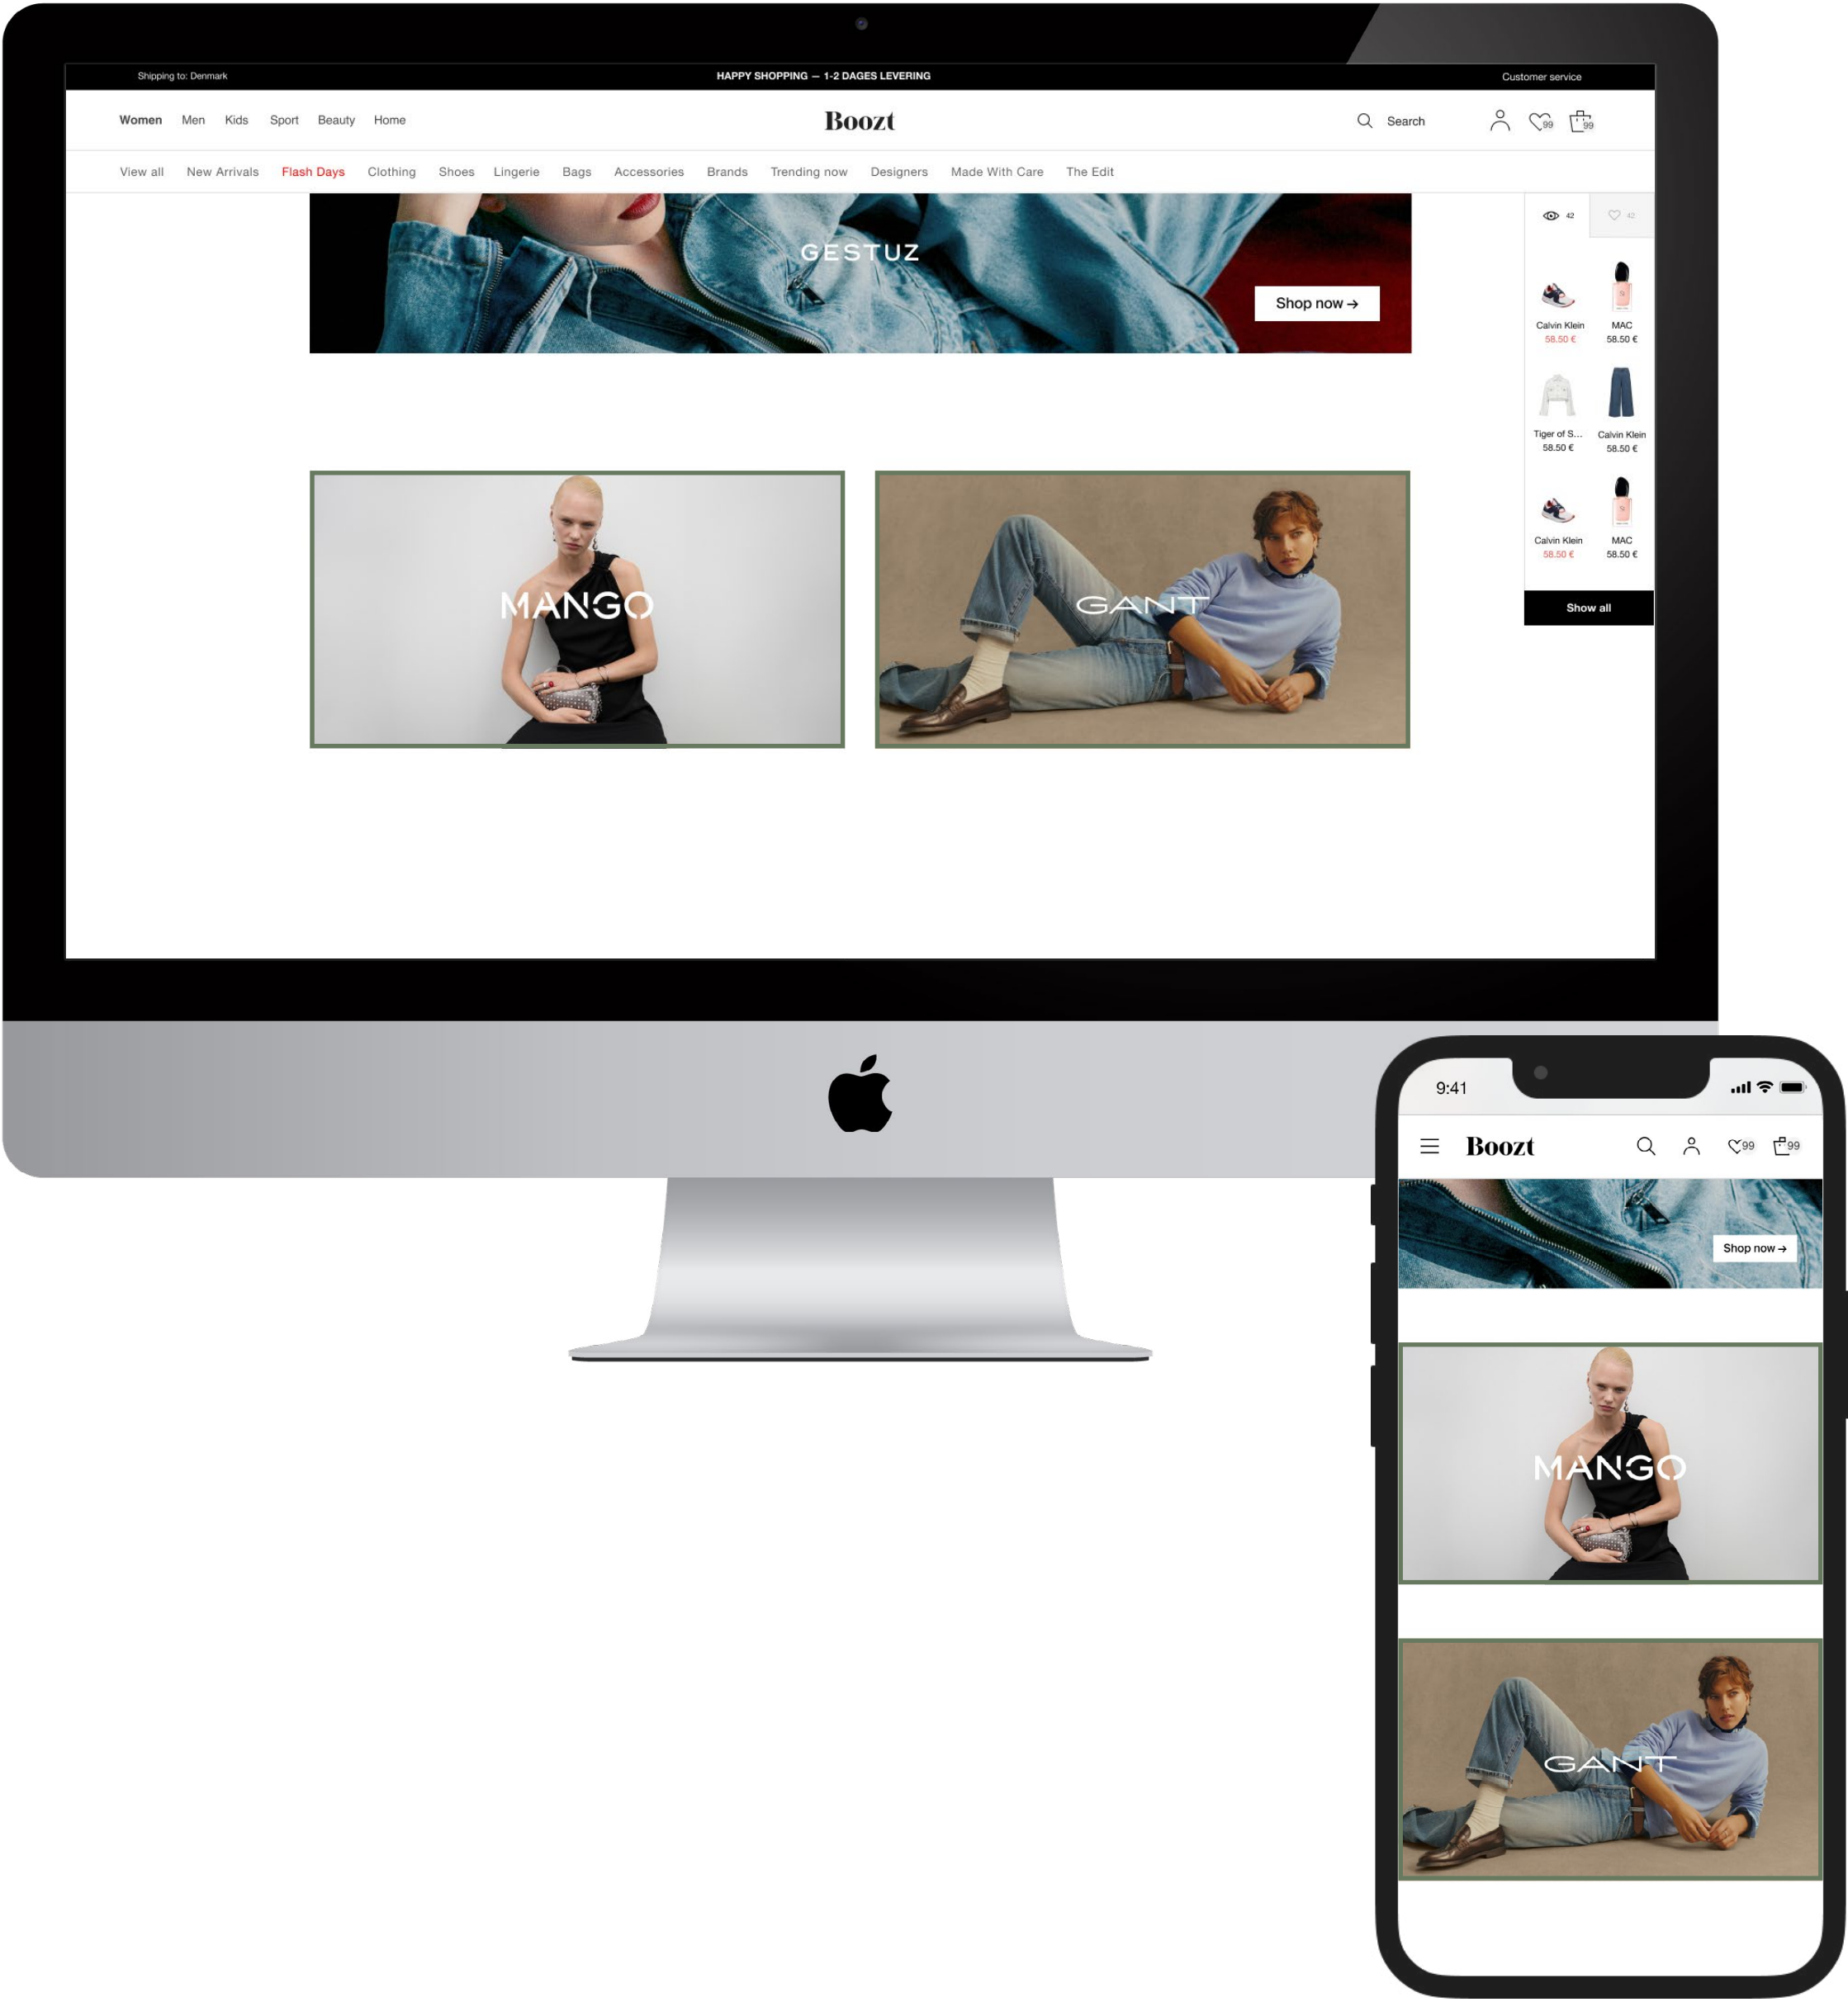 Shipping to: Denmark
HAPPY SHOPPING — 1-2 DAGES LEVERING
Customer service
Women Men Kids Sport Beauty Home
Boozt
Search
99 99
View all New Arrivals Flash Days Clothing Shoes Lingerie Bags Accessories Brands Trending now Designers Made With Care The Edit
GESTUZ
Shop now →
42 42
Calvin Klein MAC
58.50 € 58.50 €
Tiger of S... Calvin Klein
58.50 € 58.50 €
Calvin Klein MAC
58.50 € 58.50 €
Show all
MANGO GANT
9:41
Boozt 99 99
Shop now →
MANGO
GANT